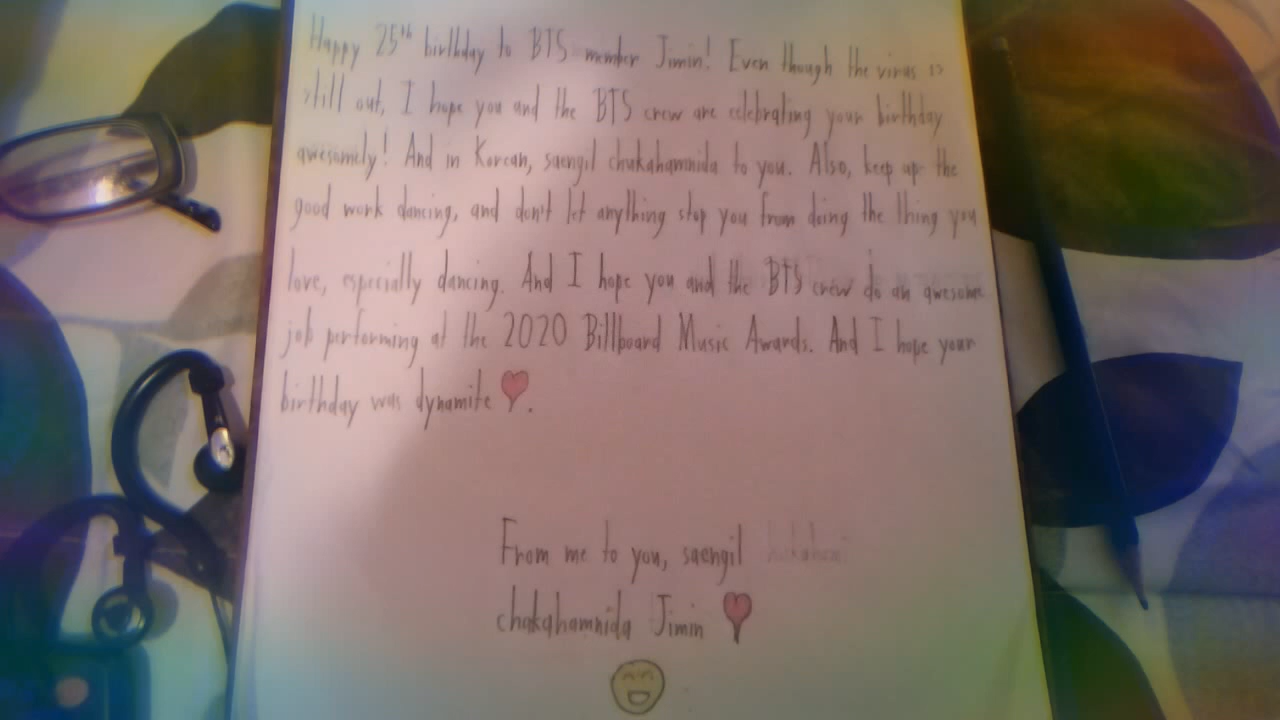 Happy 25th birthday to BTS member Jimin! Even though the virus is
still out, I hope you and the BTS crew are celebrating your birthday
awesomely! And in Korean, saengil chukahamnida to you. Also, keep up the
good work dancing, and don't let anything stop you from doing the thing you
love, especially dancing. And I hope you and the BTS crew do an awesome
job performing at the 2020 Billboard Music Awards. And I hope your
birthday was dynamite ♥.
From me to you, saengil
chakahamnida Jimin ♥